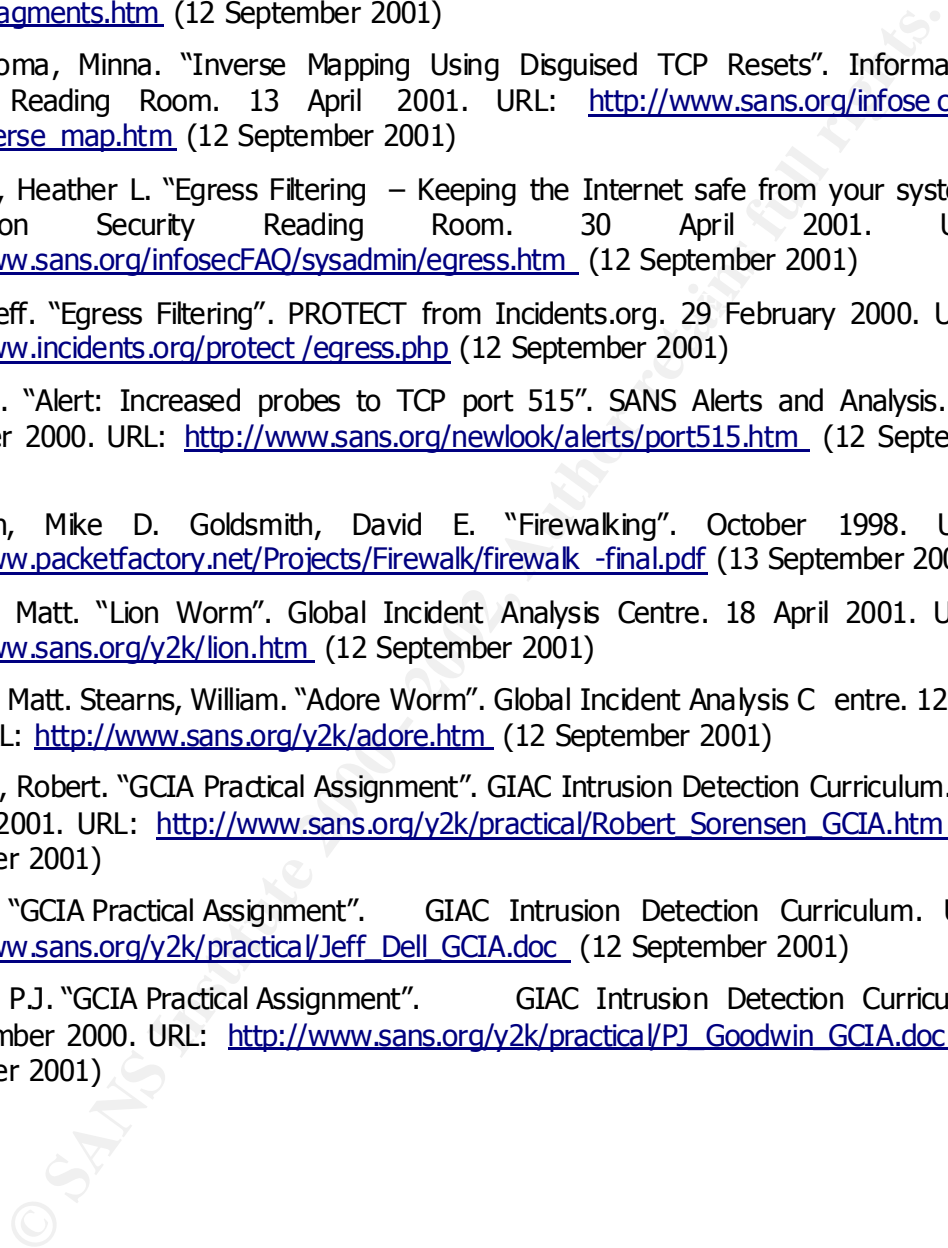 agments.htm (12 September 2001)
oma, Minna. “Inverse Mapping Using Disguised TCP Resets”. Informa
Reading Room. 13 April 2001. URL: http://www.sans.org/infosec
erse_map.htm (12 September 2001)
, Heather L. “Egress Filtering – Keeping the Internet safe from your syste
on Security Reading Room. 30 April 2001. U
ww.sans.org/infosecFAQ/sysadmin/egress.htm (12 September 2001)
eff. “Egress Filtering”. PROTECT from Incidents.org. 29 February 2000. U
ww.incidents.org/protect/egress.php (12 September 2001)
. “Alert: Increased probes to TCP port 515”. SANS Alerts and Analysis.
er 2000. URL: http://www.sans.org/newlook/alerts/port515.htm (12 Septe
n, Mike D. Goldsmith, David E. “Firewalking”. October 1998. U
ww.packetfactory.net/Projects/Firewalk/firewalk-final.pdf (13 September 200
, Matt. “Lion Worm”. Global Incident Analysis Centre. 18 April 2001. U
ww.sans.org/y2k/lion.htm (12 September 2001)
Matt. Stearns, William. “Adore Worm”. Global Incident Analysis C entre. 12
L: http://www.sans.org/y2k/adore.htm (12 September 2001)
, Robert. “GCIA Practical Assignment”. GIAC Intrusion Detection Curriculum.
2001. URL: http://www.sans.org/y2k/practical/Robert_Sorensen_GCIA.htm
er 2001)
“GCIA Practical Assignment”. GIAC Intrusion Detection Curriculum. U
ww.sans.org/y2k/practical/Jeff_Dell_GCIA.doc (12 September 2001)
P.J. “GCIA Practical Assignment”. GIAC Intrusion Detection Curricu
mber 2000. URL: http://www.sans.org/y2k/practical/PJ_Goodwin_GCIA.doc
er 2001)
© SANS Institute 2000 - 2002, Author retains full rights.